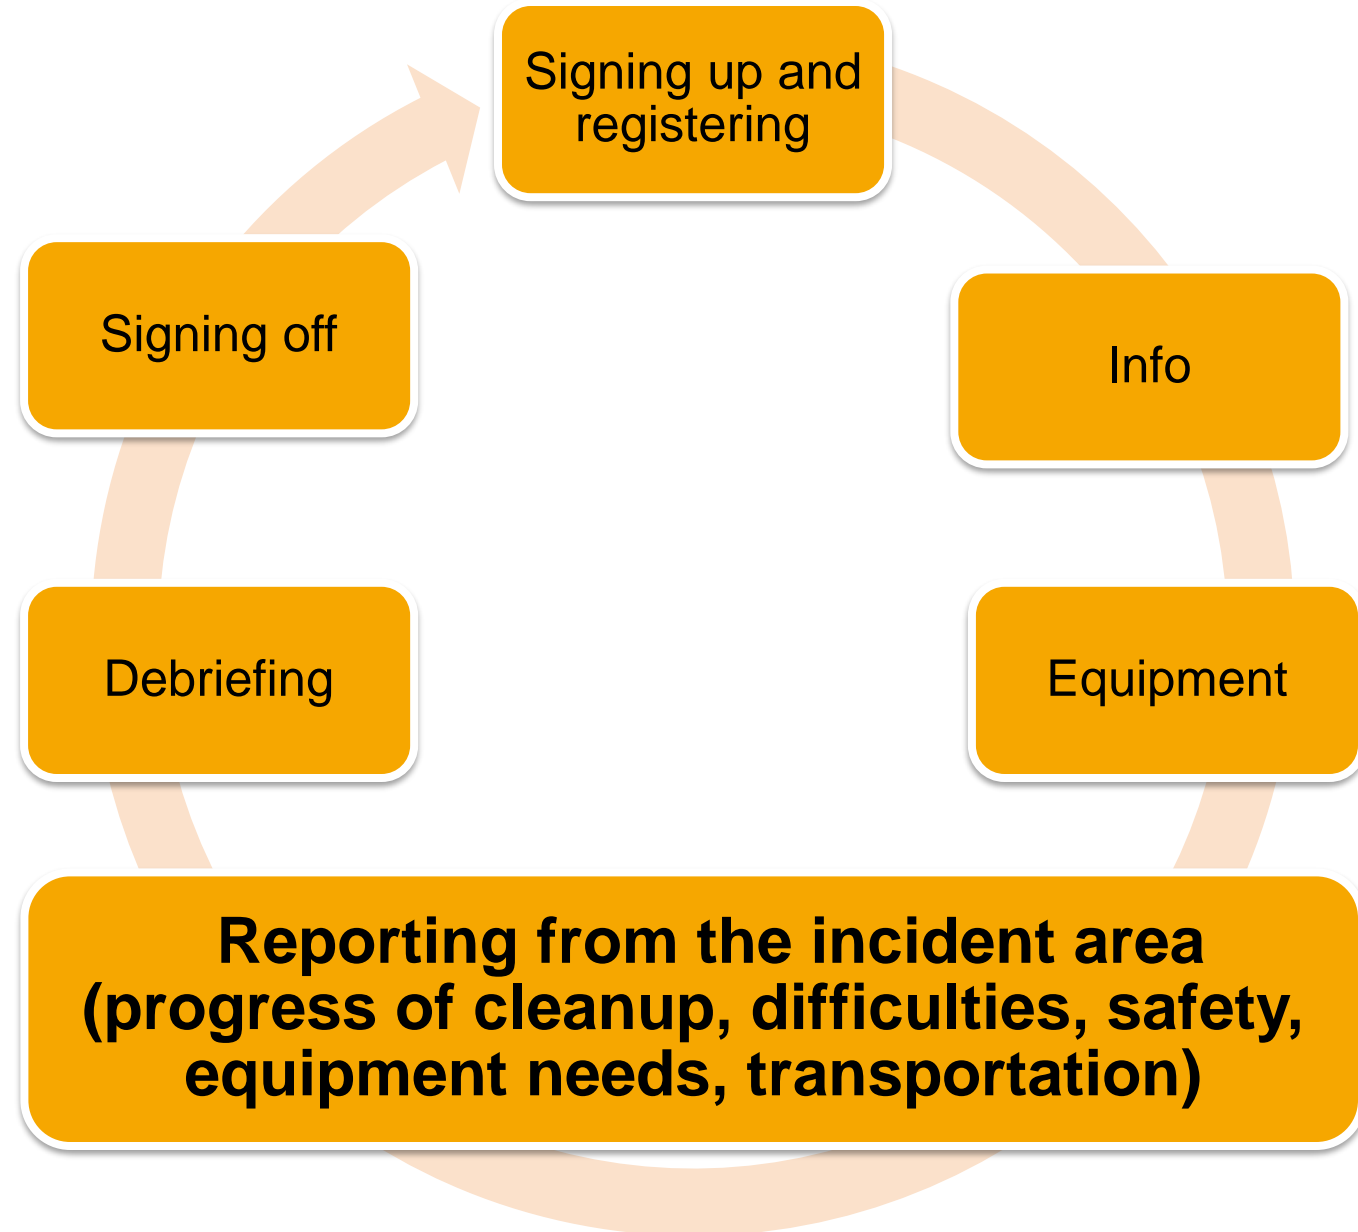 Signing up and
registering
Info
Equipment
Reporting from the incident area
(progress of cleanup, difficulties, safety,
equipment needs, transportation)
Debriefing
Signing off